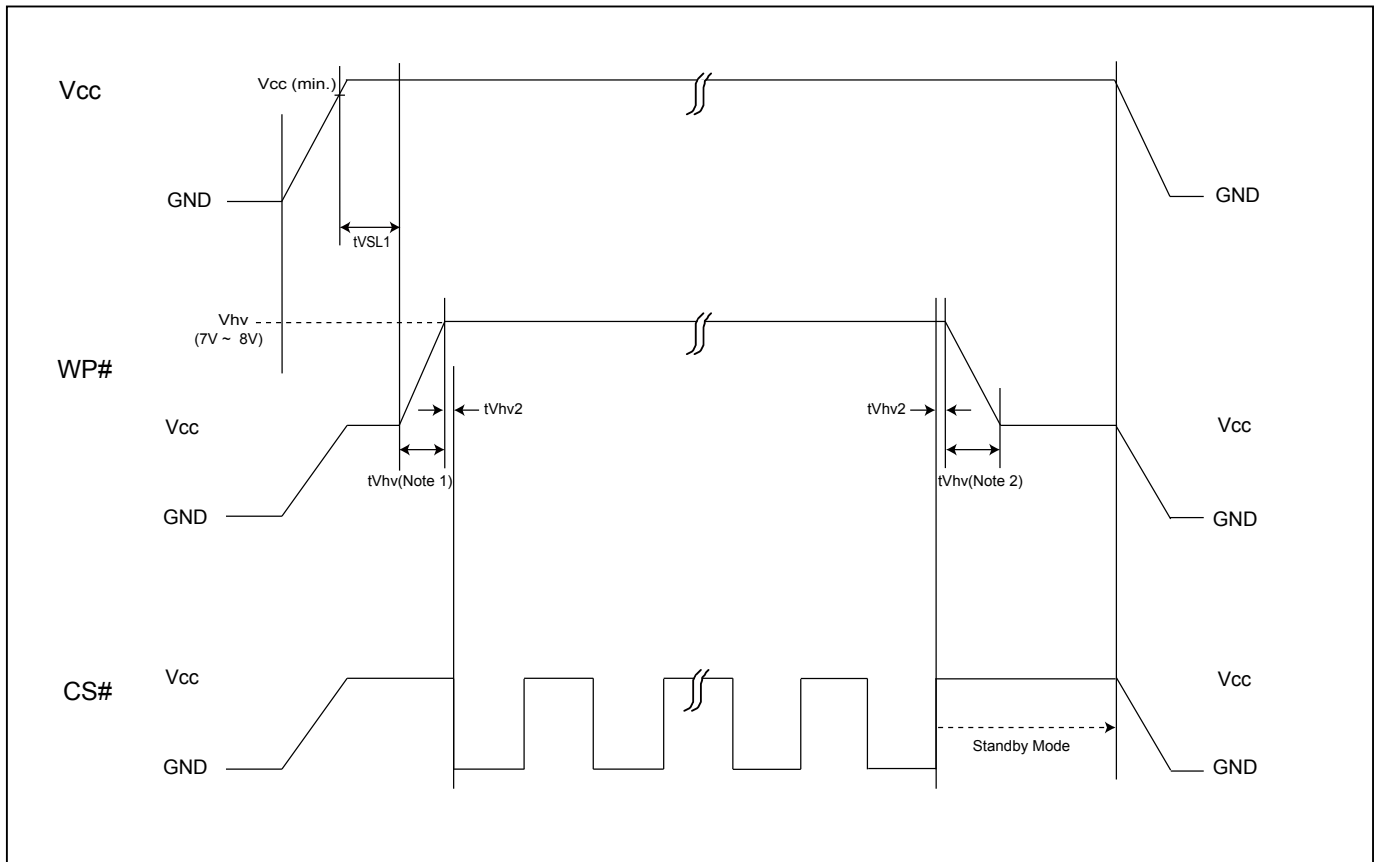 Vcc
Vcc (min.)
GND
GND
tVSL1
Vhv
(7V ~ 8V)
WP#
tVhv2
tVhv2
Vcc
Vcc
tVhv(Note 1)
tVhv(Note 2)
GND
GND
CS#
Vcc
Vcc
Standby Mode
GND
GND